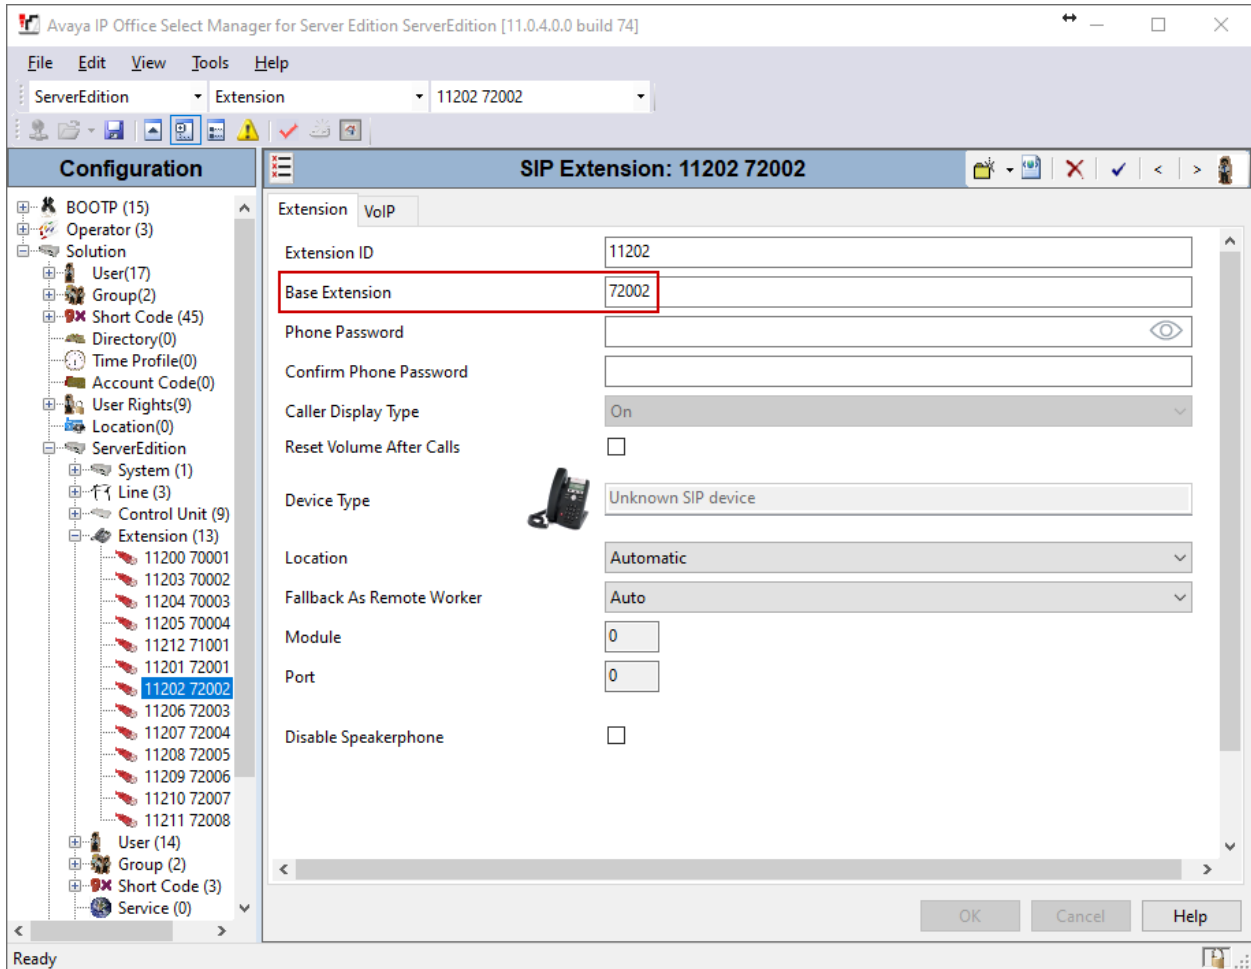 Avaya IP Office Select Manager for Server Edition ServerEdition [11.0.4.0.0 build 74]
File Edit View Tools Help
ServerEdition Extension 11202 72002
Configuration
SIP Extension: 11202 72002
BOOTP (15)
Operator (3)
Solution
User(17)
Group(2)
Short Code (45)
Directory(0)
Time Profile(0)
Account Code(0)
User Rights(9)
Location(0)
ServerEdition
System (1)
Line (3)
Control Unit (9)
Extension (13)
11200 70001
11203 70002
11204 70003
11205 70004
11212 71001
11201 72001
11202 72002
11206 72003
11207 72004
11208 72005
11209 72006
11210 72007
11211 72008
User (14)
Group (2)
Short Code (3)
Service (0)
Extension VoIP
Extension ID 11202
Base Extension 72002
Phone Password
Confirm Phone Password
Caller Display Type On
Reset Volume After Calls
Device Type Unknown SIP device
Location Automatic
Fallback As Remote Worker Auto
Module 0
Port 0
Disable Speakerphone
OK Cancel Help
Ready